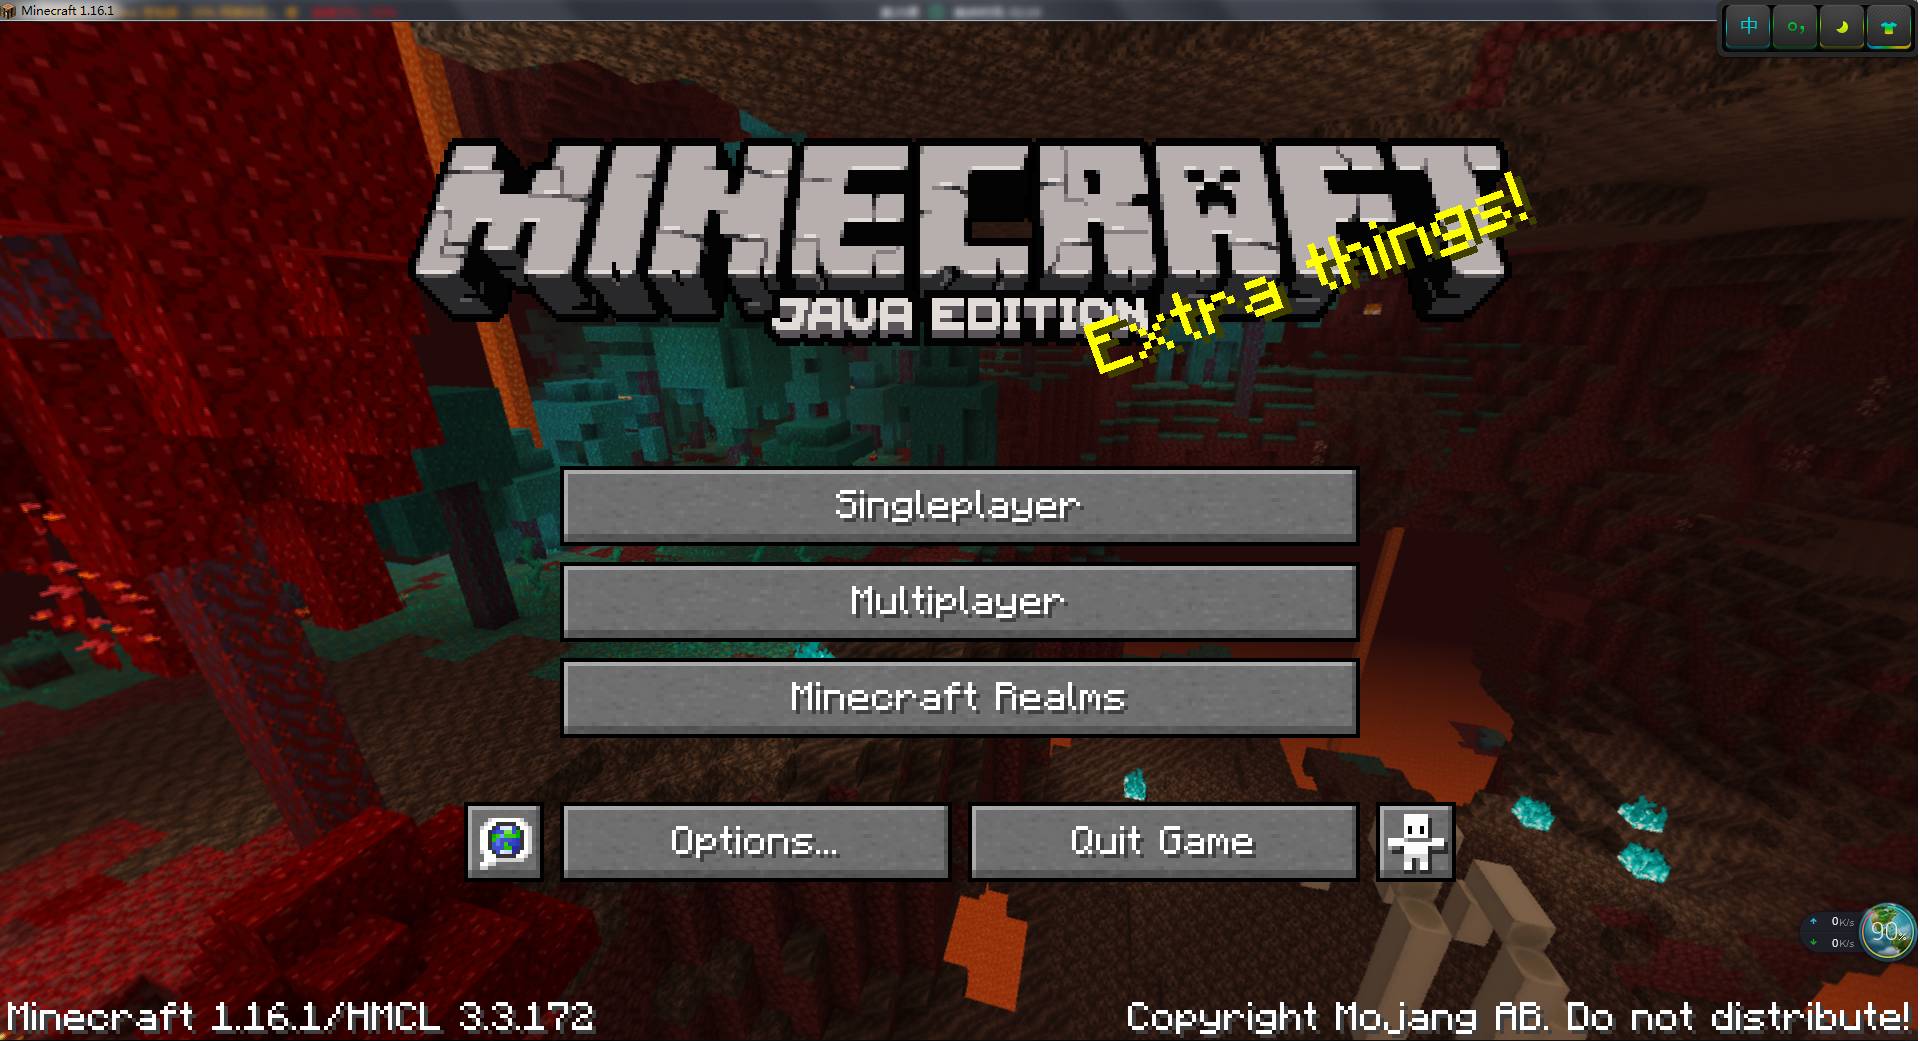 Minecraft 1.16.1
中
MINECRAFT
JAVA EDITION
Extra things!
Singleplayer
Multiplayer
Minecraft Realms
Options...
Quit Game
0K/s
0K/s
90%
Minecraft 1.16.1/HMCL 3.3.172
Copyright Mojang AB. Do not distribute!